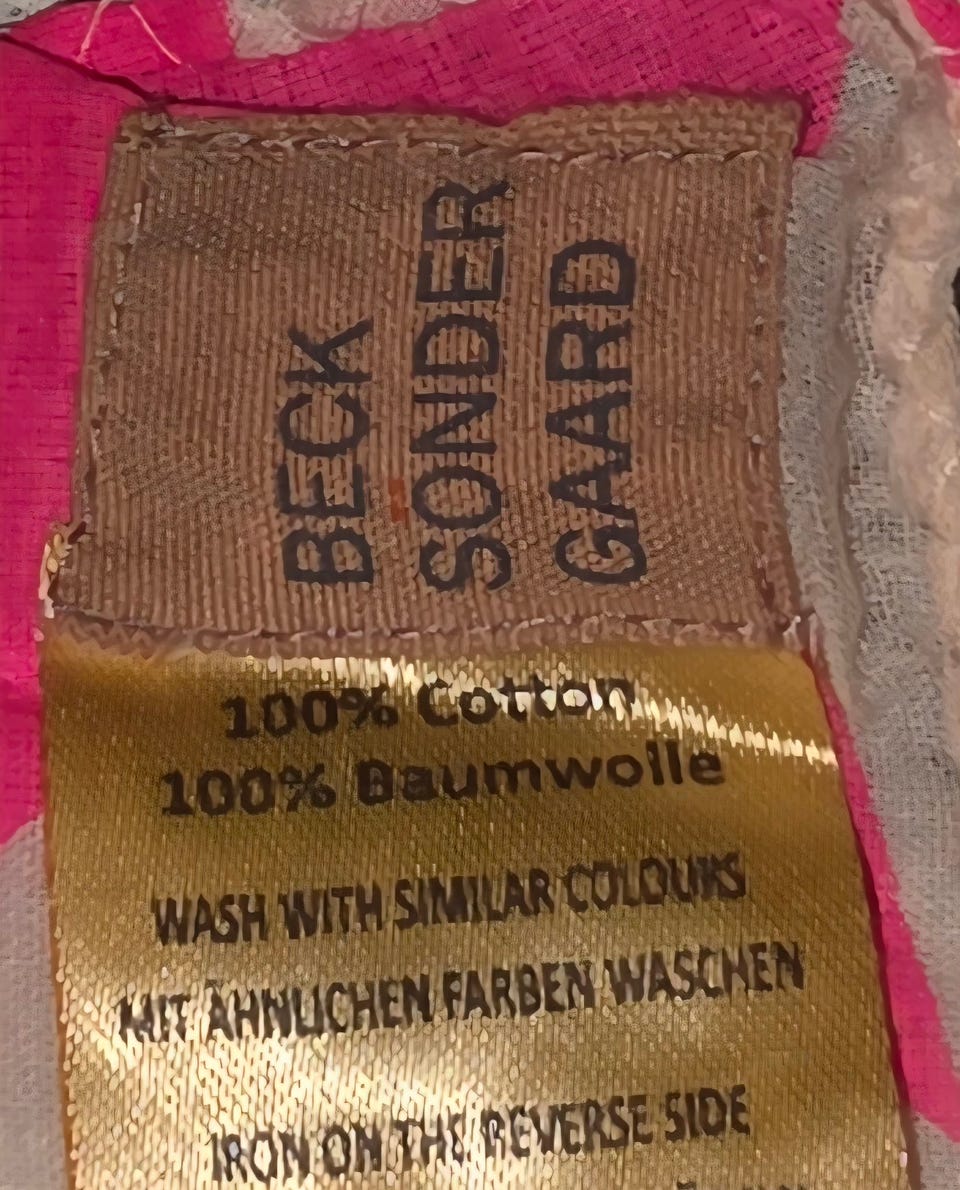 BECK
SONDER
GAARD
100% Cotton
100% Baumwolle
WASH WITH SIMILAR COLOURS
MIT ÄHNLICHEN FARBEN WASCHEN
IRON ON THE REVERSE SIDE